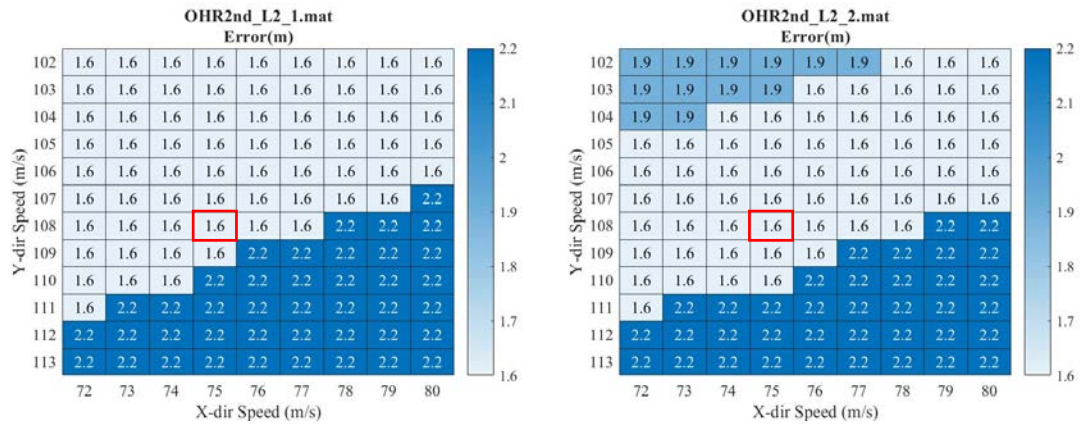 OHR2nd_L2_1.mat
Error(m)
102 1.6 1.6 1.6 1.6 1.6 1.6 1.6 1.6 1.6
103 1.6 1.6 1.6 1.6 1.6 1.6 1.6 1.6 1.6
104 1.6 1.6 1.6 1.6 1.6 1.6 1.6 1.6 1.6
105 1.6 1.6 1.6 1.6 1.6 1.6 1.6 1.6 1.6
106 1.6 1.6 1.6 1.6 1.6 1.6 1.6 1.6 1.6
107 1.6 1.6 1.6 1.6 1.6 1.6 1.6 1.6 2.2
108 1.6 1.6 1.6 1.6 1.6 1.6 2.2 2.2 2.2
109 1.6 1.6 1.6 1.6 2.2 2.2 2.2 2.2 2.2
110 1.6 1.6 1.6 2.2 2.2 2.2 2.2 2.2 2.2
111 1.6 2.2 2.2 2.2 2.2 2.2 2.2 2.2 2.2
112 2.2 2.2 2.2 2.2 2.2 2.2 2.2 2.2 2.2
113 2.2 2.2 2.2 2.2 2.2 2.2 2.2 2.2 2.2
72 73 74 75 76 77 78 79 80
X-dir Speed (m/s)
Y-dir Speed (m/s)
2.2
2.1
2
1.9
1.8
1.7
1.6
OHR2nd_L2_2.mat
Error(m)
102 1.9 1.9 1.9 1.9 1.9 1.9 1.6 1.6 1.6
103 1.9 1.9 1.9 1.9 1.6 1.6 1.6 1.6 1.6
104 1.9 1.9 1.6 1.6 1.6 1.6 1.6 1.6 1.6
105 1.6 1.6 1.6 1.6 1.6 1.6 1.6 1.6 1.6
106 1.6 1.6 1.6 1.6 1.6 1.6 1.6 1.6 1.6
107 1.6 1.6 1.6 1.6 1.6 1.6 1.6 1.6 1.6
108 1.6 1.6 1.6 1.6 1.6 1.6 1.6 2.2 2.2
109 1.6 1.6 1.6 1.6 1.6 2.2 2.2 2.2 2.2
110 1.6 1.6 1.6 1.6 2.2 2.2 2.2 2.2 2.2
111 1.6 2.2 2.2 2.2 2.2 2.2 2.2 2.2 2.2
112 2.2 2.2 2.2 2.2 2.2 2.2 2.2 2.2 2.2
113 2.2 2.2 2.2 2.2 2.2 2.2 2.2 2.2 2.2
72 73 74 75 76 77 78 79 80
X-dir Speed (m/s)
Y-dir Speed (m/s)
2.2
2.1
2
1.9
1.8
1.7
1.6